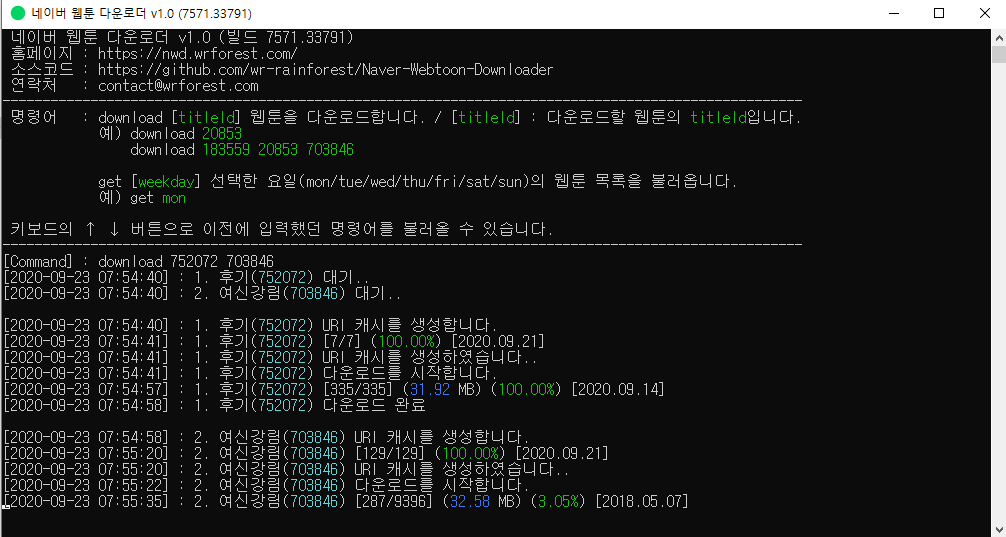 네이버 웹툰 다운로더 v1.0 (7571.33791)
네이버 웹툰 다운로더 v1.0 (빌드 7571.33791)
홈페이지 : https://nwd.wrforest.com/
소스코드 : https://github.com/wr-rainforest/Naver-Webtoon-Downloader
연락처 : contact@wrforest.com
명령어 : download [titleId] 웹툰을 다운로드합니다. / [titleId] : 다운로드할 웹툰의 titleId입니다.
예) download 20853
download 183559 20853 703846
get [weekday] 선택한 요일(mon/tue/wed/thu/fri/sat/sun)의 웹툰 목록을 불러옵니다.
예) get mon
키보드의 ↑ ↓ 버튼으로 이전에 입력했던 명령어를 불러올 수 있습니다.
[Command] : download 752072 703846
[2020-09-23 07:54:40] : 1. 후기(752072) 대기..
[2020-09-23 07:54:40] : 2. 여신강림(703846) 대기..
[2020-09-23 07:54:40] : 1. 후기(752072) URI 캐시를 생성합니다.
[2020-09-23 07:54:41] : 1. 후기(752072) [7/7] (100.00%) [2020.09.21]
[2020-09-23 07:54:41] : 1. 후기(752072) URI 캐시를 생성하였습니다..
[2020-09-23 07:54:41] : 1. 후기(752072) 다운로드를 시작합니다.
[2020-09-23 07:54:57] : 1. 후기(752072) [335/335] (31.92 MB) (100.00%) [2020.09.14]
[2020-09-23 07:54:58] : 1. 후기(752072) 다운로드 완료
[2020-09-23 07:54:58] : 2. 여신강림(703846) URI 캐시를 생성합니다.
[2020-09-23 07:55:20] : 2. 여신강림(703846) [129/129] (100.00%) [2020.09.21]
[2020-09-23 07:55:20] : 2. 여신강림(703846) URI 캐시를 생성하였습니다..
[2020-09-23 07:55:22] : 2. 여신강림(703846) 다운로드를 시작합니다.
[2020-09-23 07:55:35] : 2. 여신강림(703846) [287/9396] (32.58 MB) (3.05%) [2018.05.07]